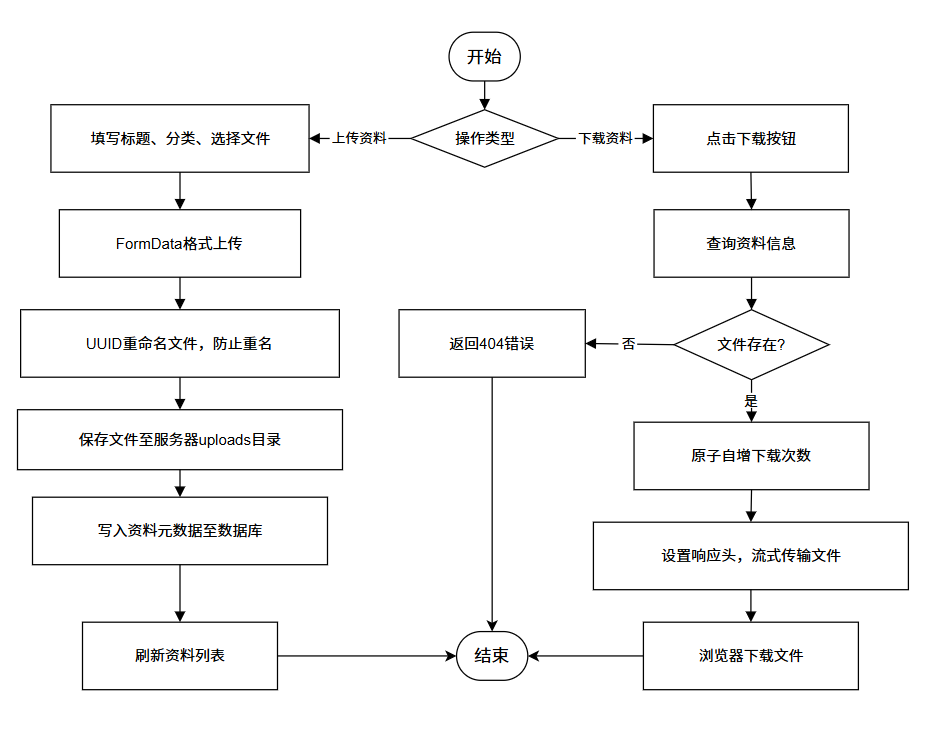 开始
填写标题、分类、选择文件
上传资料
操作类型
下载资料
点击下载按钮
FormData格式上传
查询资料信息
UUID重命名文件，防止重名
返回404错误
否
文件存在?
是
保存文件至服务器uploads目录
原子自增下载次数
写入资料元数据至数据库
设置响应头，流式传输文件
刷新资料列表
结束
浏览器下载文件